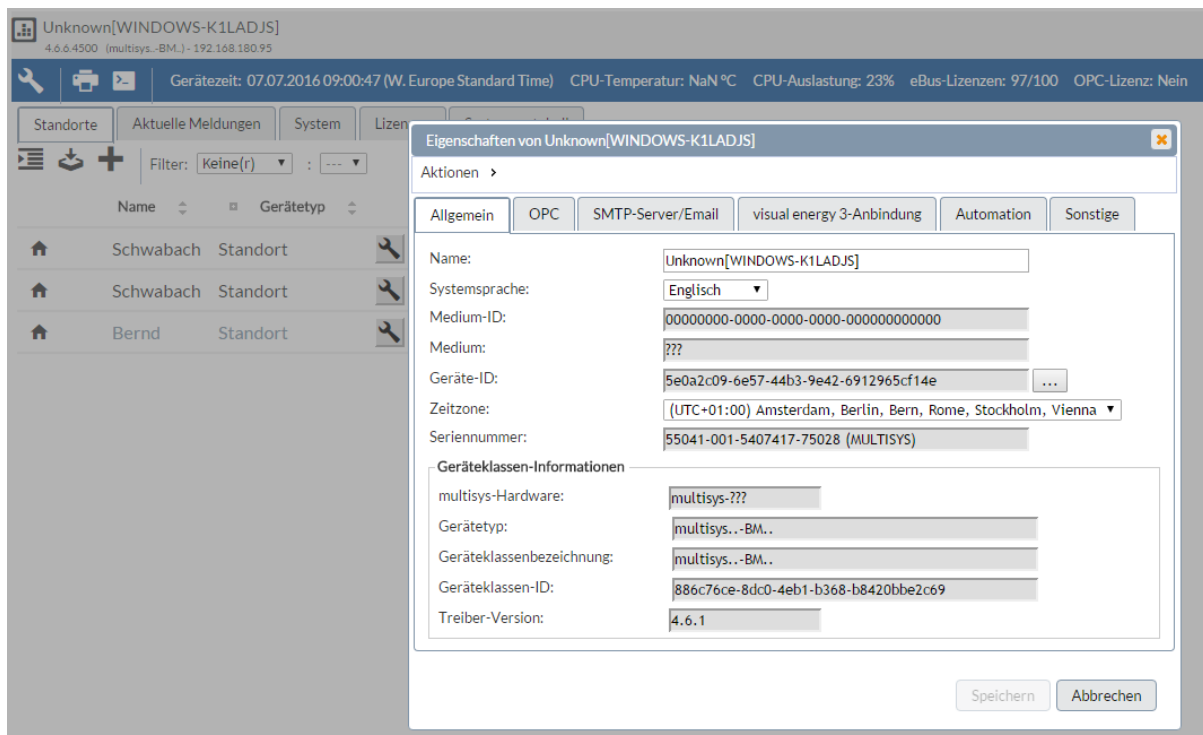 Unknown[WINDOWS-K1LADJS]
4.6.6.4500 (multisys..-BM..) - 192.168.180.95
Gerätezeit: 07.07.2016 09:00:47 (W. Europe Standard Time) CPU-Temperatur: NaN °C CPU-Auslastung: 23% eBus-Lizenzen: 97/100 OPC-Lizenz: Nein
Standorte Aktuelle Meldungen System
Filter: Keine(r) : ---
Name Gerätetyp
Schwabach Standort
Schwabach Standort
Bernd Standort
Eigenschaften von Unknown[WINDOWS-K1LADJS]
Aktionen >
Allgemein OPC SMTP-Server/Email visual energy 3-Anbindung Automation Sonstige
Name: Unknown[WINDOWS-K1LADJS]
Systemsprache: Englisch
Medium-ID: 00000000-0000-0000-0000-000000000000
Medium: ???
Geräte-ID: 5e0a2c09-6e57-44b3-9e42-6912965cf14e ...
Zeitzone: (UTC+01:00) Amsterdam, Berlin, Bern, Rome, Stockholm, Vienna
Seriennummer: 55041-001-5407417-75028 (MULTISYS)
Geräteklassen-Informationen
multisys-Hardware: multisys-???
Gerätetyp: multisys..-BM..
Geräteklassenbezeichnung: multisys..-BM..
Geräteklassen-ID: 886c76ce-8dc0-4eb1-b368-b8420bbe2c69
Treiber-Version: 4.6.1
Speichern Abbrechen